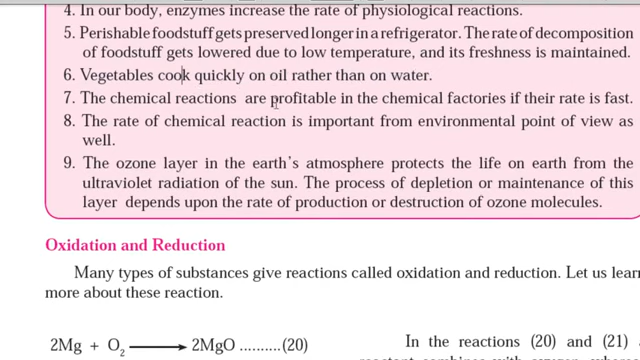 4. In our body, enzymes increase the rate of physiological reactions.
5. Perishable foodstuff gets preserved longer in a refrigerator. The rate of decomposition
of foodstuff gets lowered due to low temperature, and its freshness is maintained.
6. Vegetables cook quickly on oil rather than on water.
7. The chemical reactions are profitable in the chemical factories if their rate is fast.
8. The rate of chemical reaction is important from environmental point of view as
well.
9. The ozone layer in the earth's atmosphere protects the life on earth from the
ultraviolet radiation of the sun. The process of depletion or maintenance of this
layer depends upon the rate of production or destruction of ozone molecules.
Oxidation and Reduction
Many types of substances give reactions called oxidation and reduction. Let us learn
more about these reaction.
2Mg + O₂ ⟶ 2MgO ..........(20)
In the reactions (20) and (21)
reactant combines with oxygen, whereas